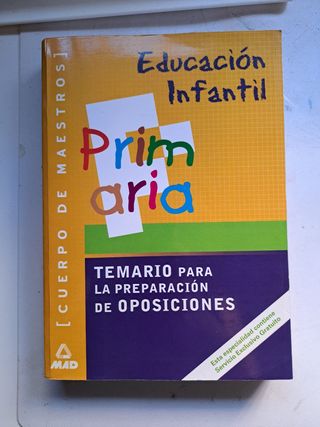 Educación
Infantil
Prim
aria
[ CUERPO DE MAESTROS ]
TEMARIO PARA
LA PREPARACIÓN
DE OPOSICIONES
Esta especialidad contiene
Servicio Exclusivo Gratuito
MAD